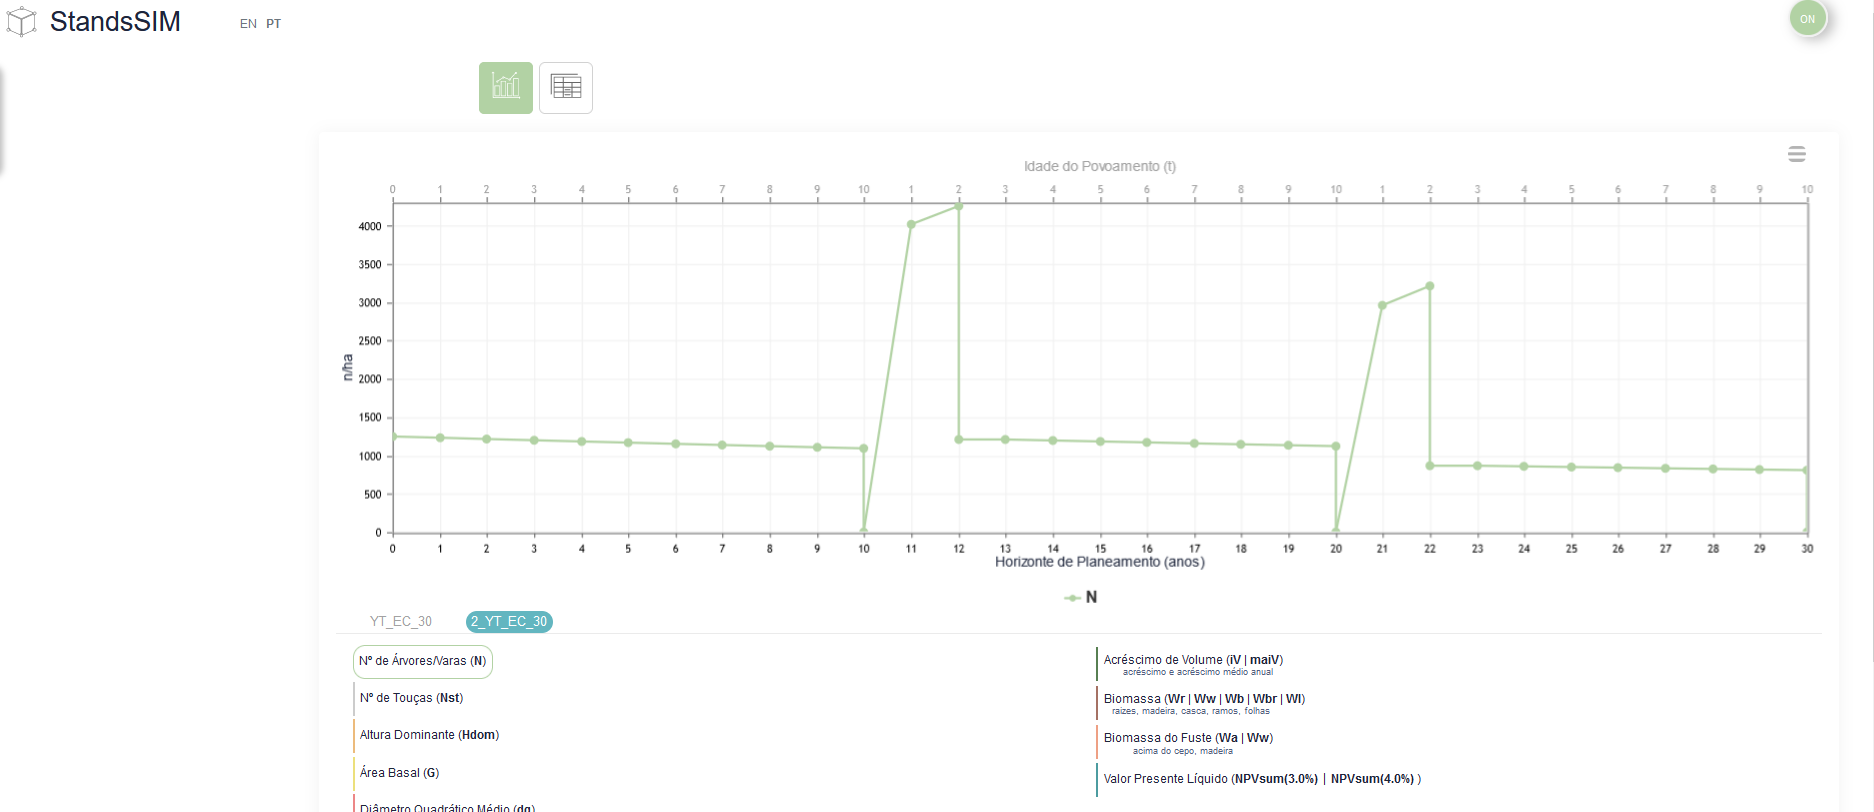 StandsSIM
EN PT
ON
Idade do Povoamento (t)
0 1 2 3 4 5 6 7 8 9 10 1 2 3 4 5 6 7 8 9 10 1 2 3 4 5 6 7 8 9 10
4000
3500
3000
2500
2000
1500
1000
500
0
n/ha
0 1 2 3 4 5 6 7 8 9 10 11 12 13 14 15 16 17 18 19 20 21 22 23 24 25 26 27 28 29 30
Horizonte de Planeamento (anos)
N
YT_EC_30 2_YT_EC_30
Nº de Árvores/Varas (N)
Nº de Touças (Nst)
Altura Dominante (Hdom)
Área Basal (G)
Diâmetro Quadrático Médio (dg)
Acréscimo de Volume (iV | maiV)
acréscimo e acréscimo médio anual
Biomassa (Wr | Ww | Wb | Wbr | Wl)
raizes, madeira, casca, ramos, folhas
Biomassa do Fuste (Wa | Ww)
acima do cepo, madeira
Valor Presente Líquido (NPVsum(3.0%) | NPVsum(4.0%) )